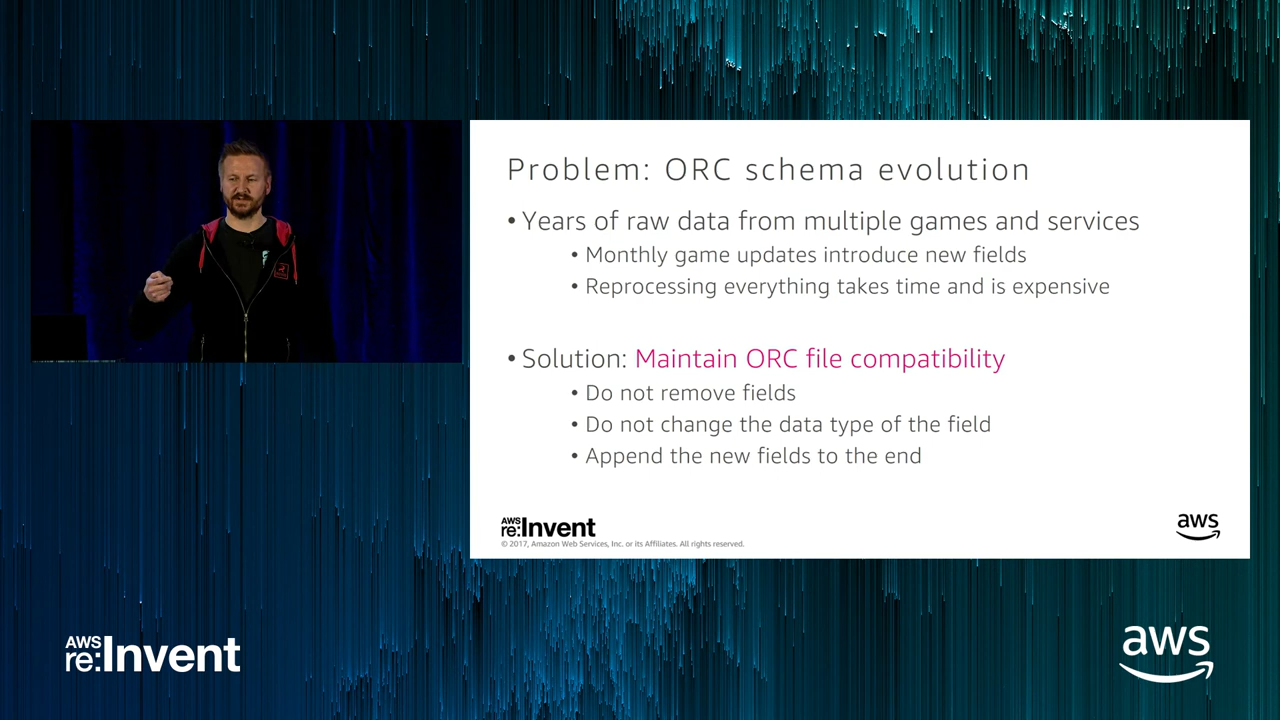 Problem: ORC schema evolution
• Years of raw data from multiple games and services
• Monthly game updates introduce new fields
• Reprocessing everything takes time and is expensive
• Solution: Maintain ORC file compatibility
• Do not remove fields
• Do not change the data type of the field
• Append the new fields to the end
AWS
re:Invent
© 2017, Amazon Web Services, Inc. or its Affiliates. All rights reserved.
aws
AWS
re:Invent
aws